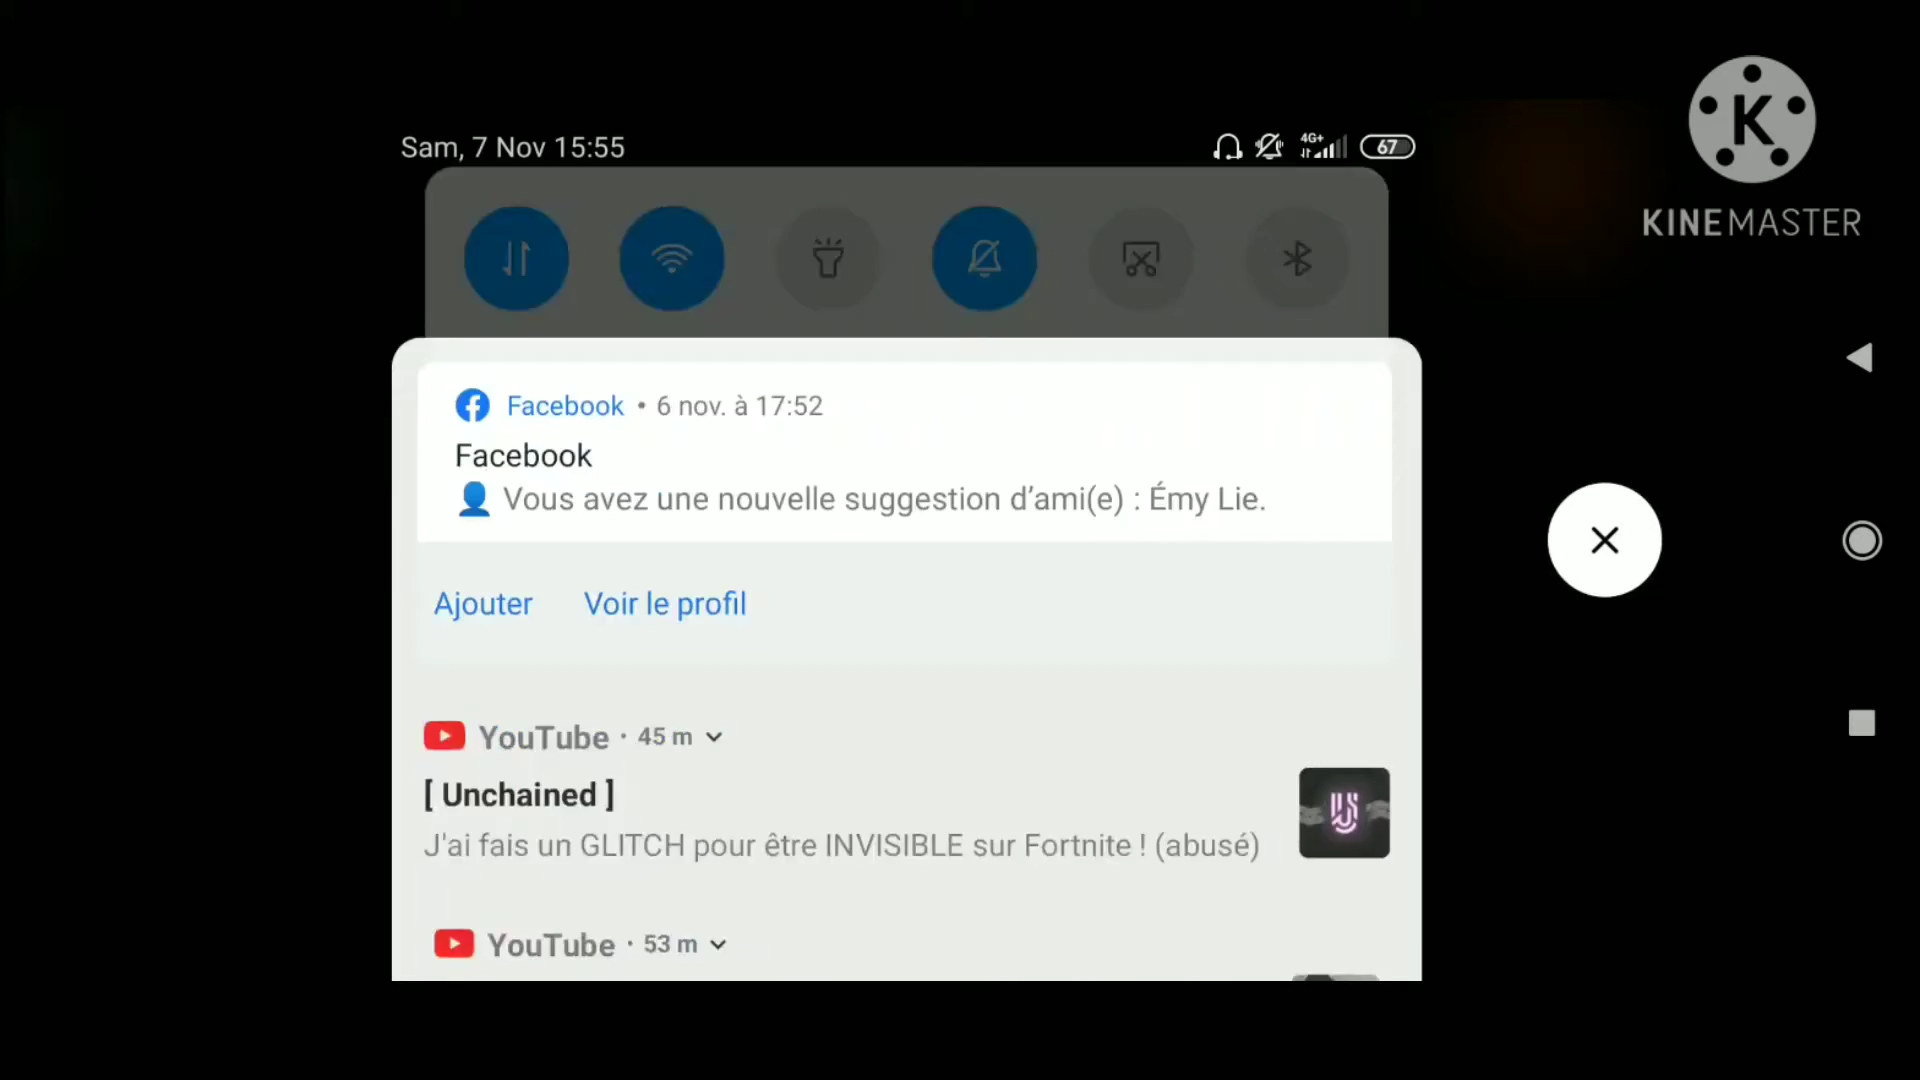 Sam, 7 Nov 15:55
4G+
67
K
KINEMASTER
Facebook • 6 nov. à 17:52
Facebook
👤 Vous avez une nouvelle suggestion d’ami(e) : Émy Lie.
Ajouter Voir le profil
YouTube · 45 m
[ Unchained ]
J'ai fais un GLITCH pour être INVISIBLE sur Fortnite ! (abusé)
YouTube · 53 m